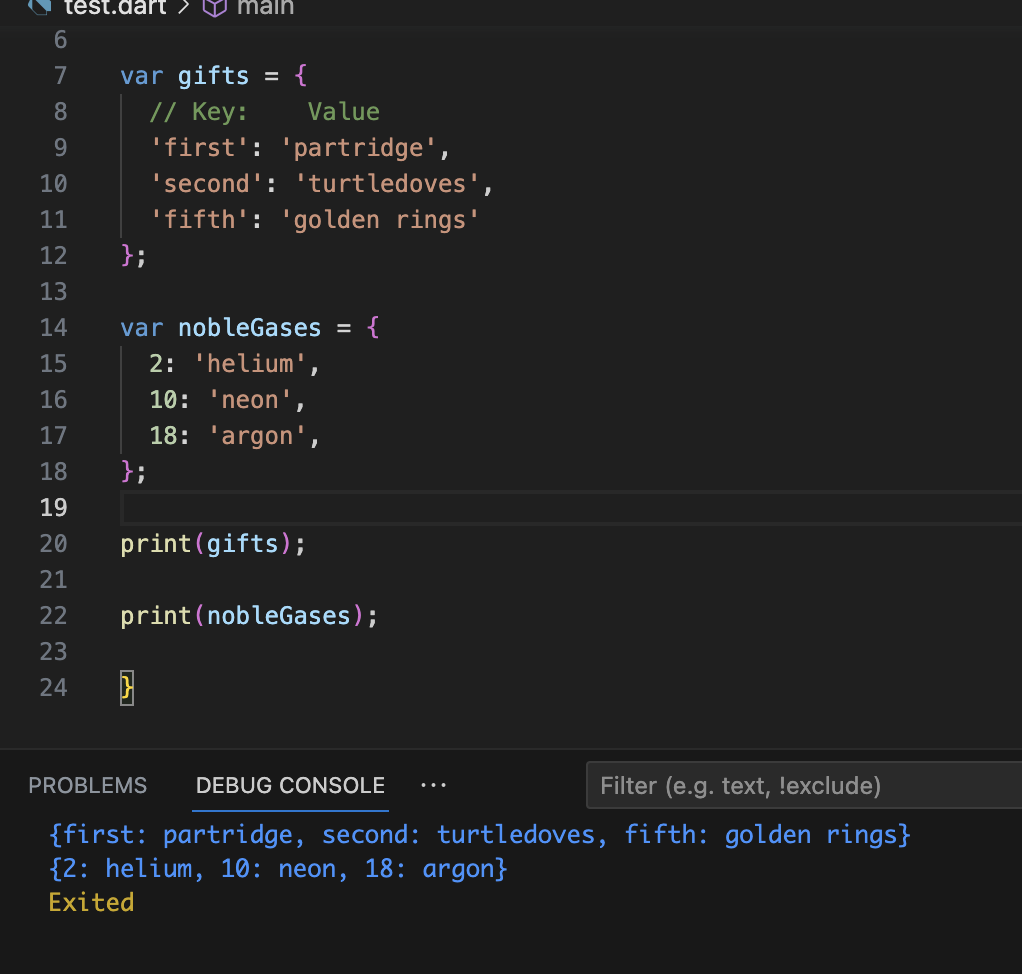 test.dart > main
6
7 var gifts = {
8 // Key:    Value
9 'first': 'partridge',
10 'second': 'turtledoves',
11 'fifth': 'golden rings'
12 };
13
14 var nobleGases = {
15 2: 'helium',
16 10: 'neon',
17 18: 'argon',
18 };
19
20 print(gifts);
21
22 print(nobleGases);
23
24 }
PROBLEMS DEBUG CONSOLE ··· Filter (e.g. text, !exclude)
{first: partridge, second: turtledoves, fifth: golden rings}
{2: helium, 10: neon, 18: argon}
Exited